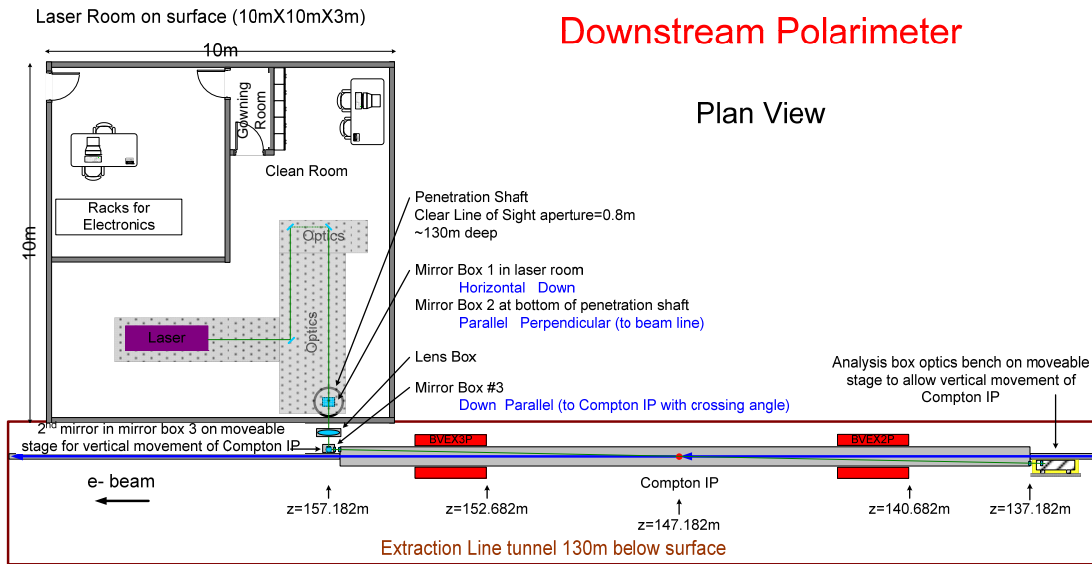 Laser Room on surface (10mX10mX3m)
Downstream Polarimeter
10m
Plan View
Gowning
Room
Clean Room
Racks for
Electronics
10m
Penetration Shaft
Clear Line of Sight aperture=0.8m
~130m deep
Optics
Mirror Box 1 in laser room
Horizontal Down
Mirror Box 2 at bottom of penetration shaft
Parallel Perpendicular (to beam line)
Laser
Optics
Lens Box
Mirror Box #3
Down Parallel (to Compton IP with crossing angle)
Analysis box optics bench on moveable
stage to allow vertical movement of
Compton IP
2nd mirror in mirror box 3 on moveable
stage for vertical movement of Compton IP
BVEX3P
BVEX2P
e- beam
Compton IP
z=157.182m
z=152.682m
z=147.182m
z=140.682m
z=137.182m
Extraction Line tunnel 130m below surface